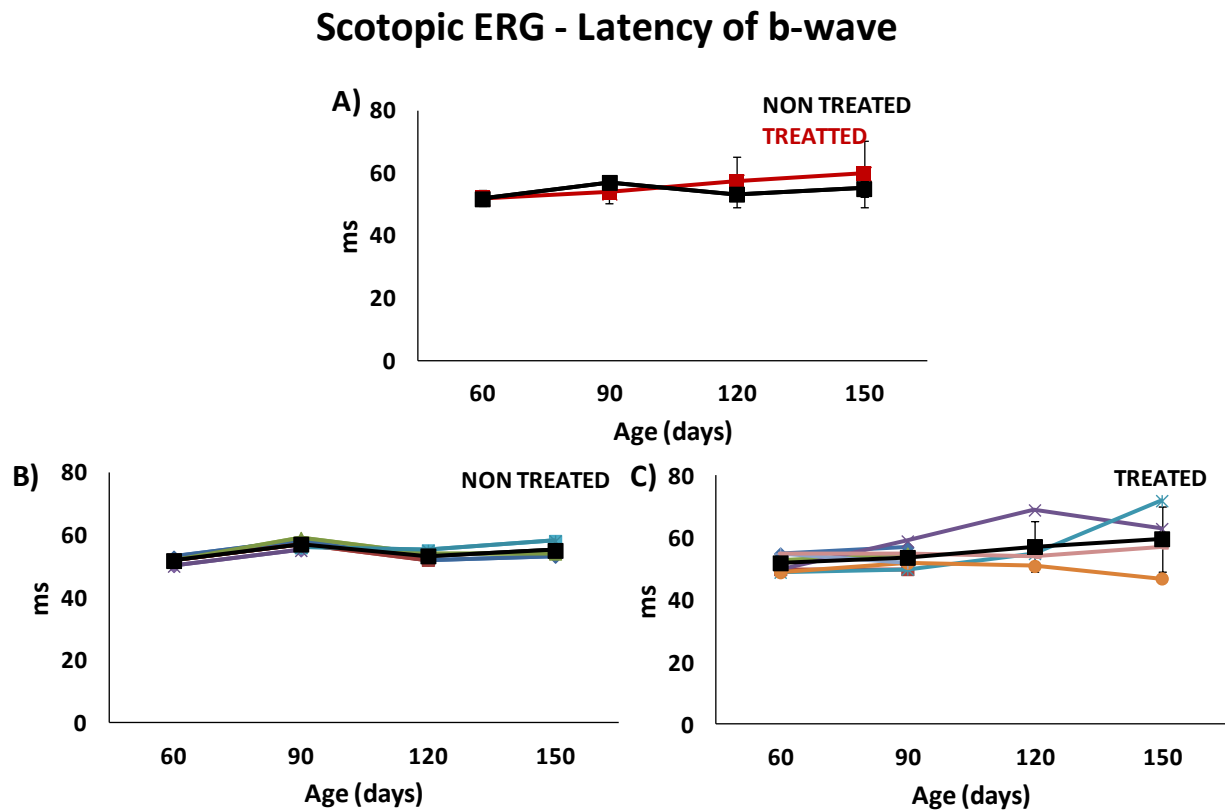 Scotopic ERG - Latency of b-wave
A)
NON TREATED
TREATTED
80
60
40
20
0
ms
60 90 120 150
Age (days)
B)
NON TREATED
80
60
40
20
0
ms
60 90 120 150
Age (days)
C)
TREATED
80
60
40
20
0
ms
60 90 120 150
Age (days)